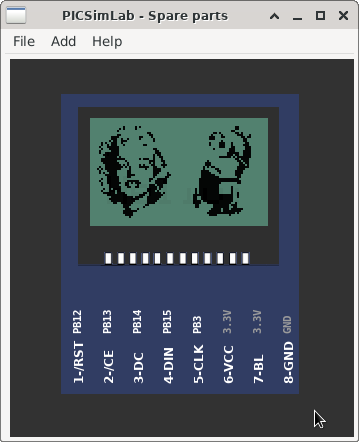 PICSimLab - Spare parts
File Add Help
1-/RST PB12
2-/CE PB13
3-DC PB14
4-DIN PB15
5-CLK PB3
6-VCC 3.3V
7-BL 3.3V
8-GND GND